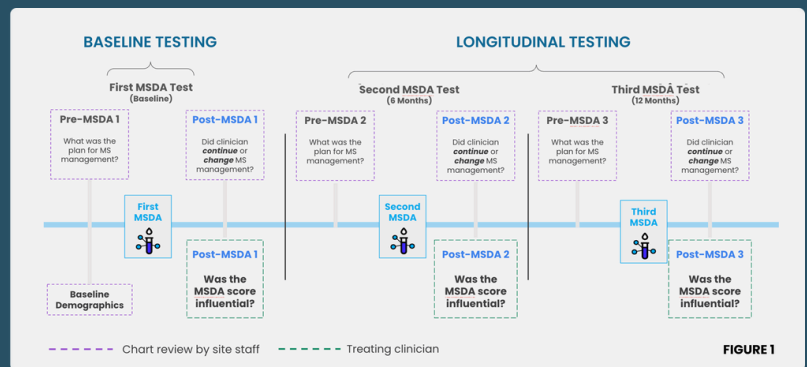 BASELINE TESTING
LONGITUDINAL TESTING
First MSDA Test
(Baseline)
Second MSDA Test
(6 Months)
Third MSDA Test
(12 Months)
Pre-MSDA 1
What was the
plan for MS
management?
Post-MSDA 1
Did clinician
continue or
change MS
management?
Pre-MSDA 2
What was the
plan for MS
management?
Post-MSDA 2
Did clinician
continue or
change MS
management?
Pre-MSDA 3
What was the
plan for MS
management?
Post-MSDA 3
Did clinician
continue or
change MS
management?
First
MSDA
Second
MSDA
Third
MSDA
Baseline
Demographics
Post-MSDA 1
Was the
MSDA score
influential?
Post-MSDA 2
Was the
MSDA score
influential?
Post-MSDA 3
Was the
MSDA score
influential?
Chart review by site staff
Treating clinician
FIGURE 1